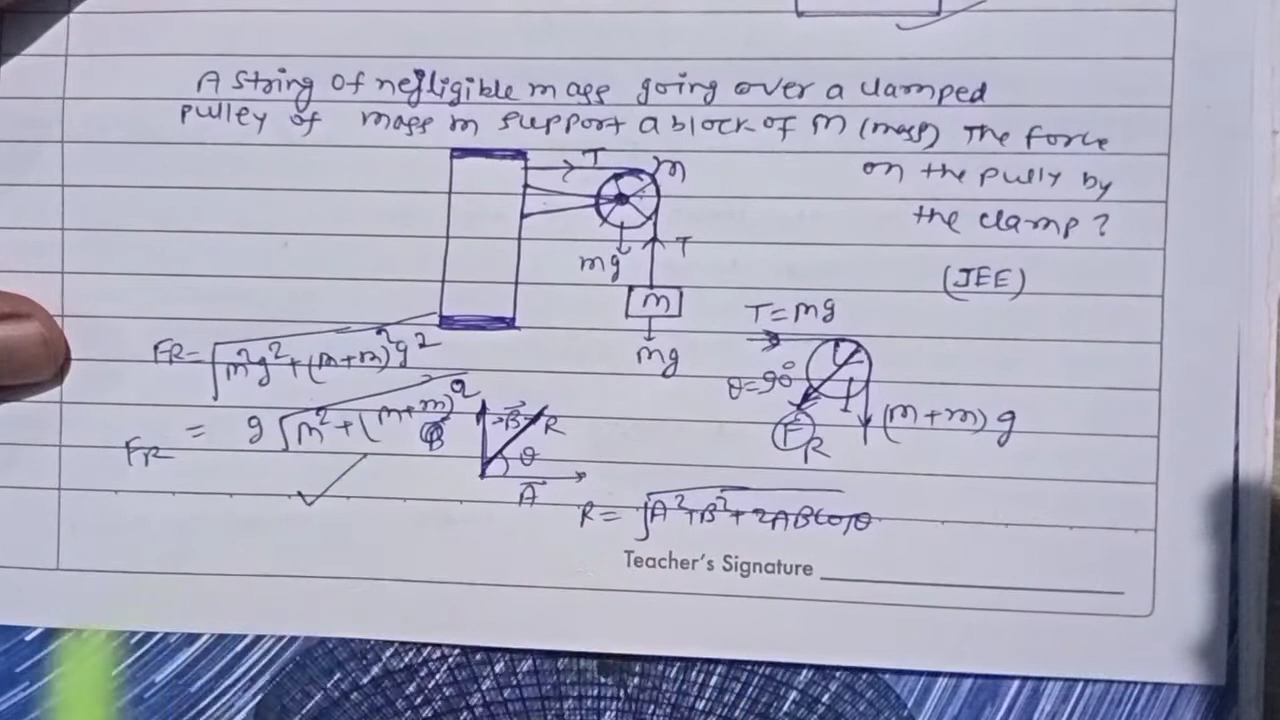 A string of negligible mass going over a clamped
pulley of mass m support a block of M (mass) The force
on the pully by
the clamp?
(JEE)
T
m
mg
T
m
mg
T=Mg
θ=90°
(M+m)g
FR
FR=√m²g²+(M+m)²g²
FR = g√m²+(M+m)²
B
R
θ
A
R=√A²+B²+2ABCosθ
Teacher's Signature